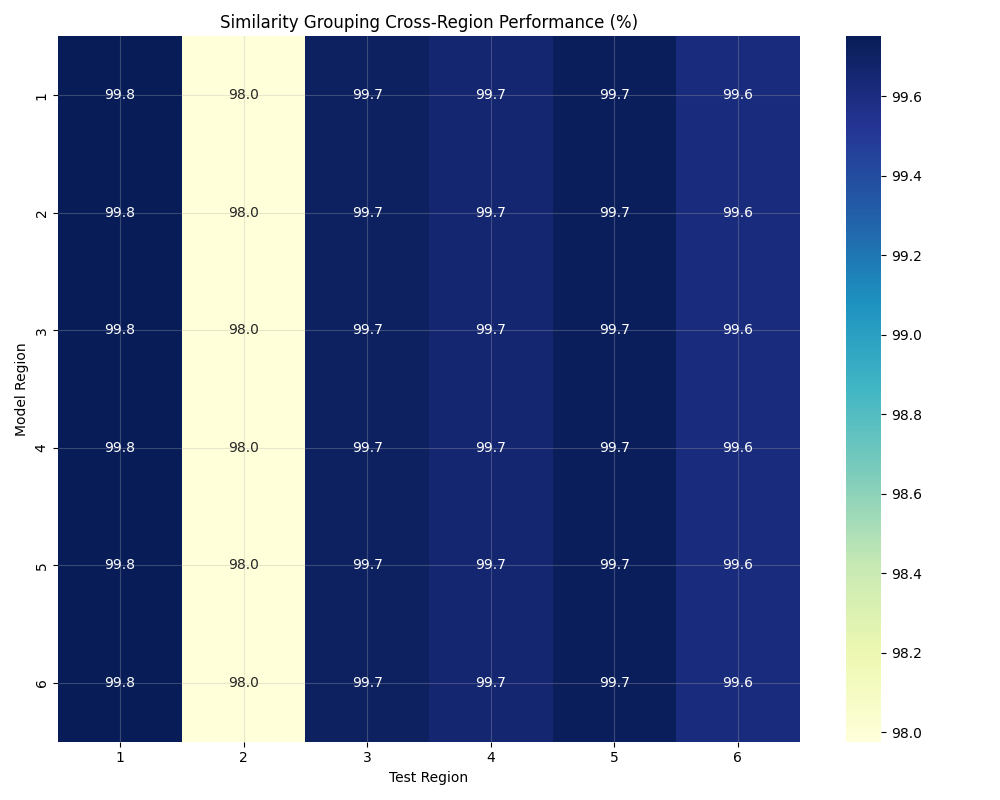 Similarity Grouping Cross-Region Performance (%)
1 99.8 98.0 99.7 99.7 99.7 99.6
2 99.8 98.0 99.7 99.7 99.7 99.6
3 99.8 98.0 99.7 99.7 99.7 99.6
4 99.8 98.0 99.7 99.7 99.7 99.6
5 99.8 98.0 99.7 99.7 99.7 99.6
6 99.8 98.0 99.7 99.7 99.7 99.6
Model Region
1 2 3 4 5 6
Test Region
99.6
99.4
99.2
99.0
98.8
98.6
98.4
98.2
98.0